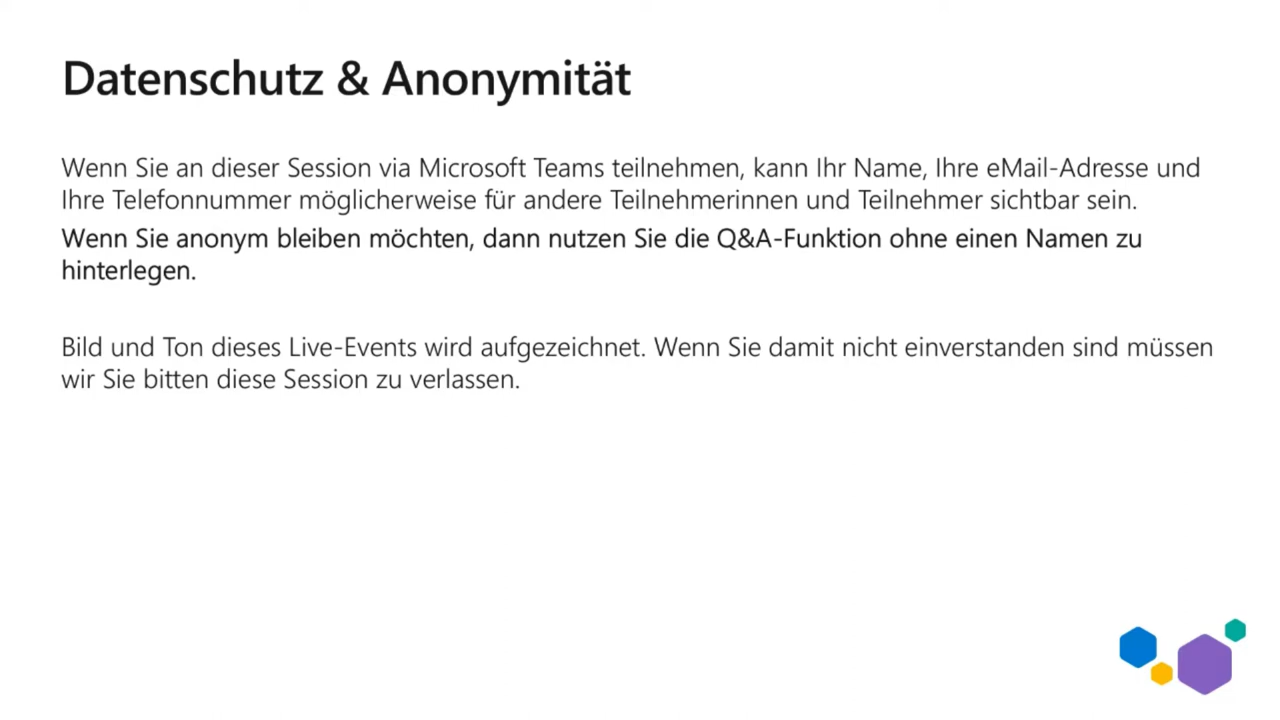 Datenschutz & Anonymität
Wenn Sie an dieser Session via Microsoft Teams teilnehmen, kann Ihr Name, Ihre eMail-Adresse und
Ihre Telefonnummer möglicherweise für andere Teilnehmerinnen und Teilnehmer sichtbar sein.
Wenn Sie anonym bleiben möchten, dann nutzen Sie die Q&A-Funktion ohne einen Namen zu
hinterlegen.
Bild und Ton dieses Live-Events wird aufgezeichnet. Wenn Sie damit nicht einverstanden sind müssen
wir Sie bitten diese Session zu verlassen.